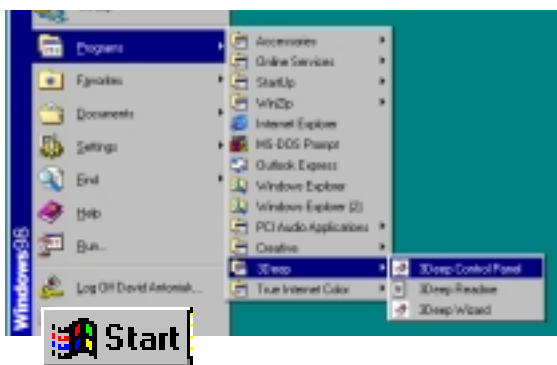 Programs
Favorites
Documents
Settings
Find
Help
Run...
Log Off David Antoniak...
Windows98
Start
Accessories
Online Services
StartUp
WinZip
Internet Explorer
MS-DOS Prompt
Outlook Express
Windows Explorer
Windows Explorer (2)
PCI Audio Applications
Creative
3Deep
True Internet Color
3Deep Control Panel
3Deep Readme
3Deep Wizard